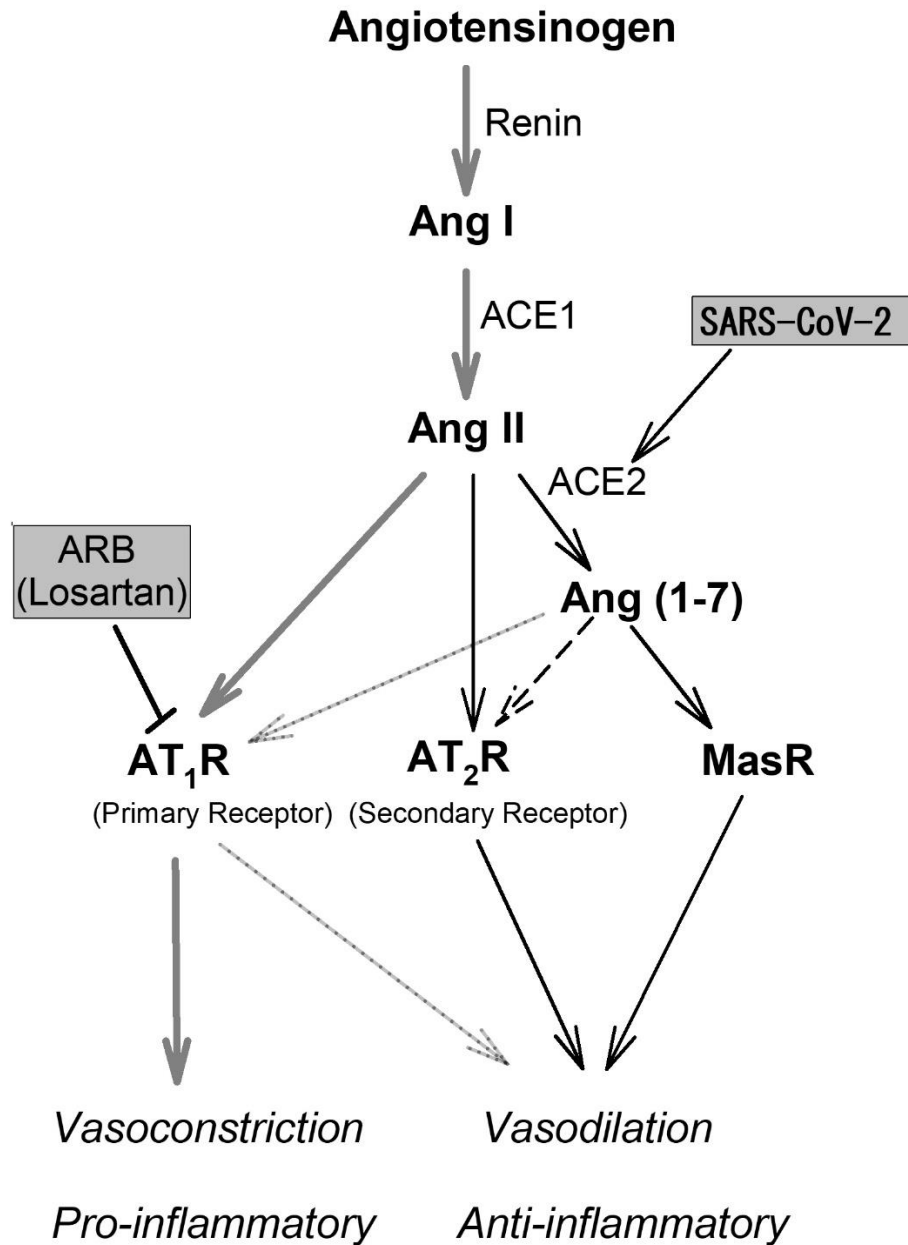 Angiotensinogen
Renin
Ang I
ACE1
SARS-CoV-2
Ang II
ACE2
ARB
(Losartan)
Ang (1-7)
AT₁R
AT₂R
MasR
(Primary Receptor)
(Secondary Receptor)
Vasoconstriction
Vasodilation
Pro-inflammatory
Anti-inflammatory